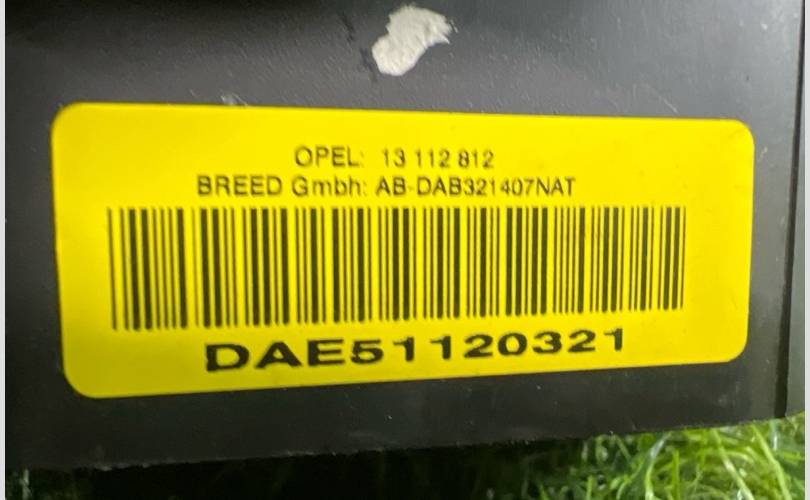 OPEL: 13 112 812
BREED Gmbh: AB-DAB321407NAT
DAE51120321